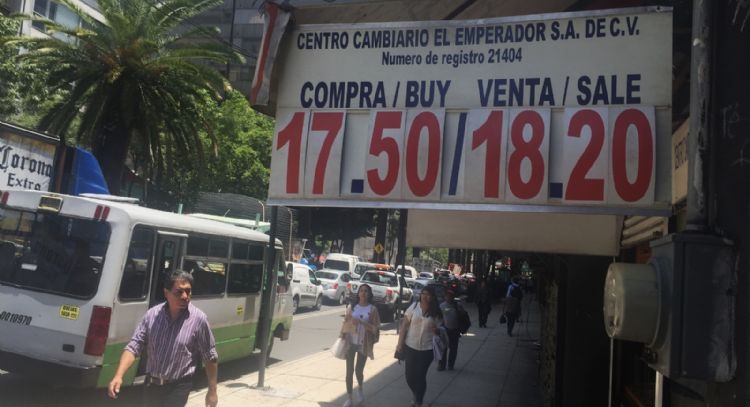 CENTRO CAMBIARIO EL EMPERADOR S.A. DE C.V.
Numero de registro 21404
COMPRA / BUY VENTA / SALE
17.50 / 18.20
Corona
Extra
0010970